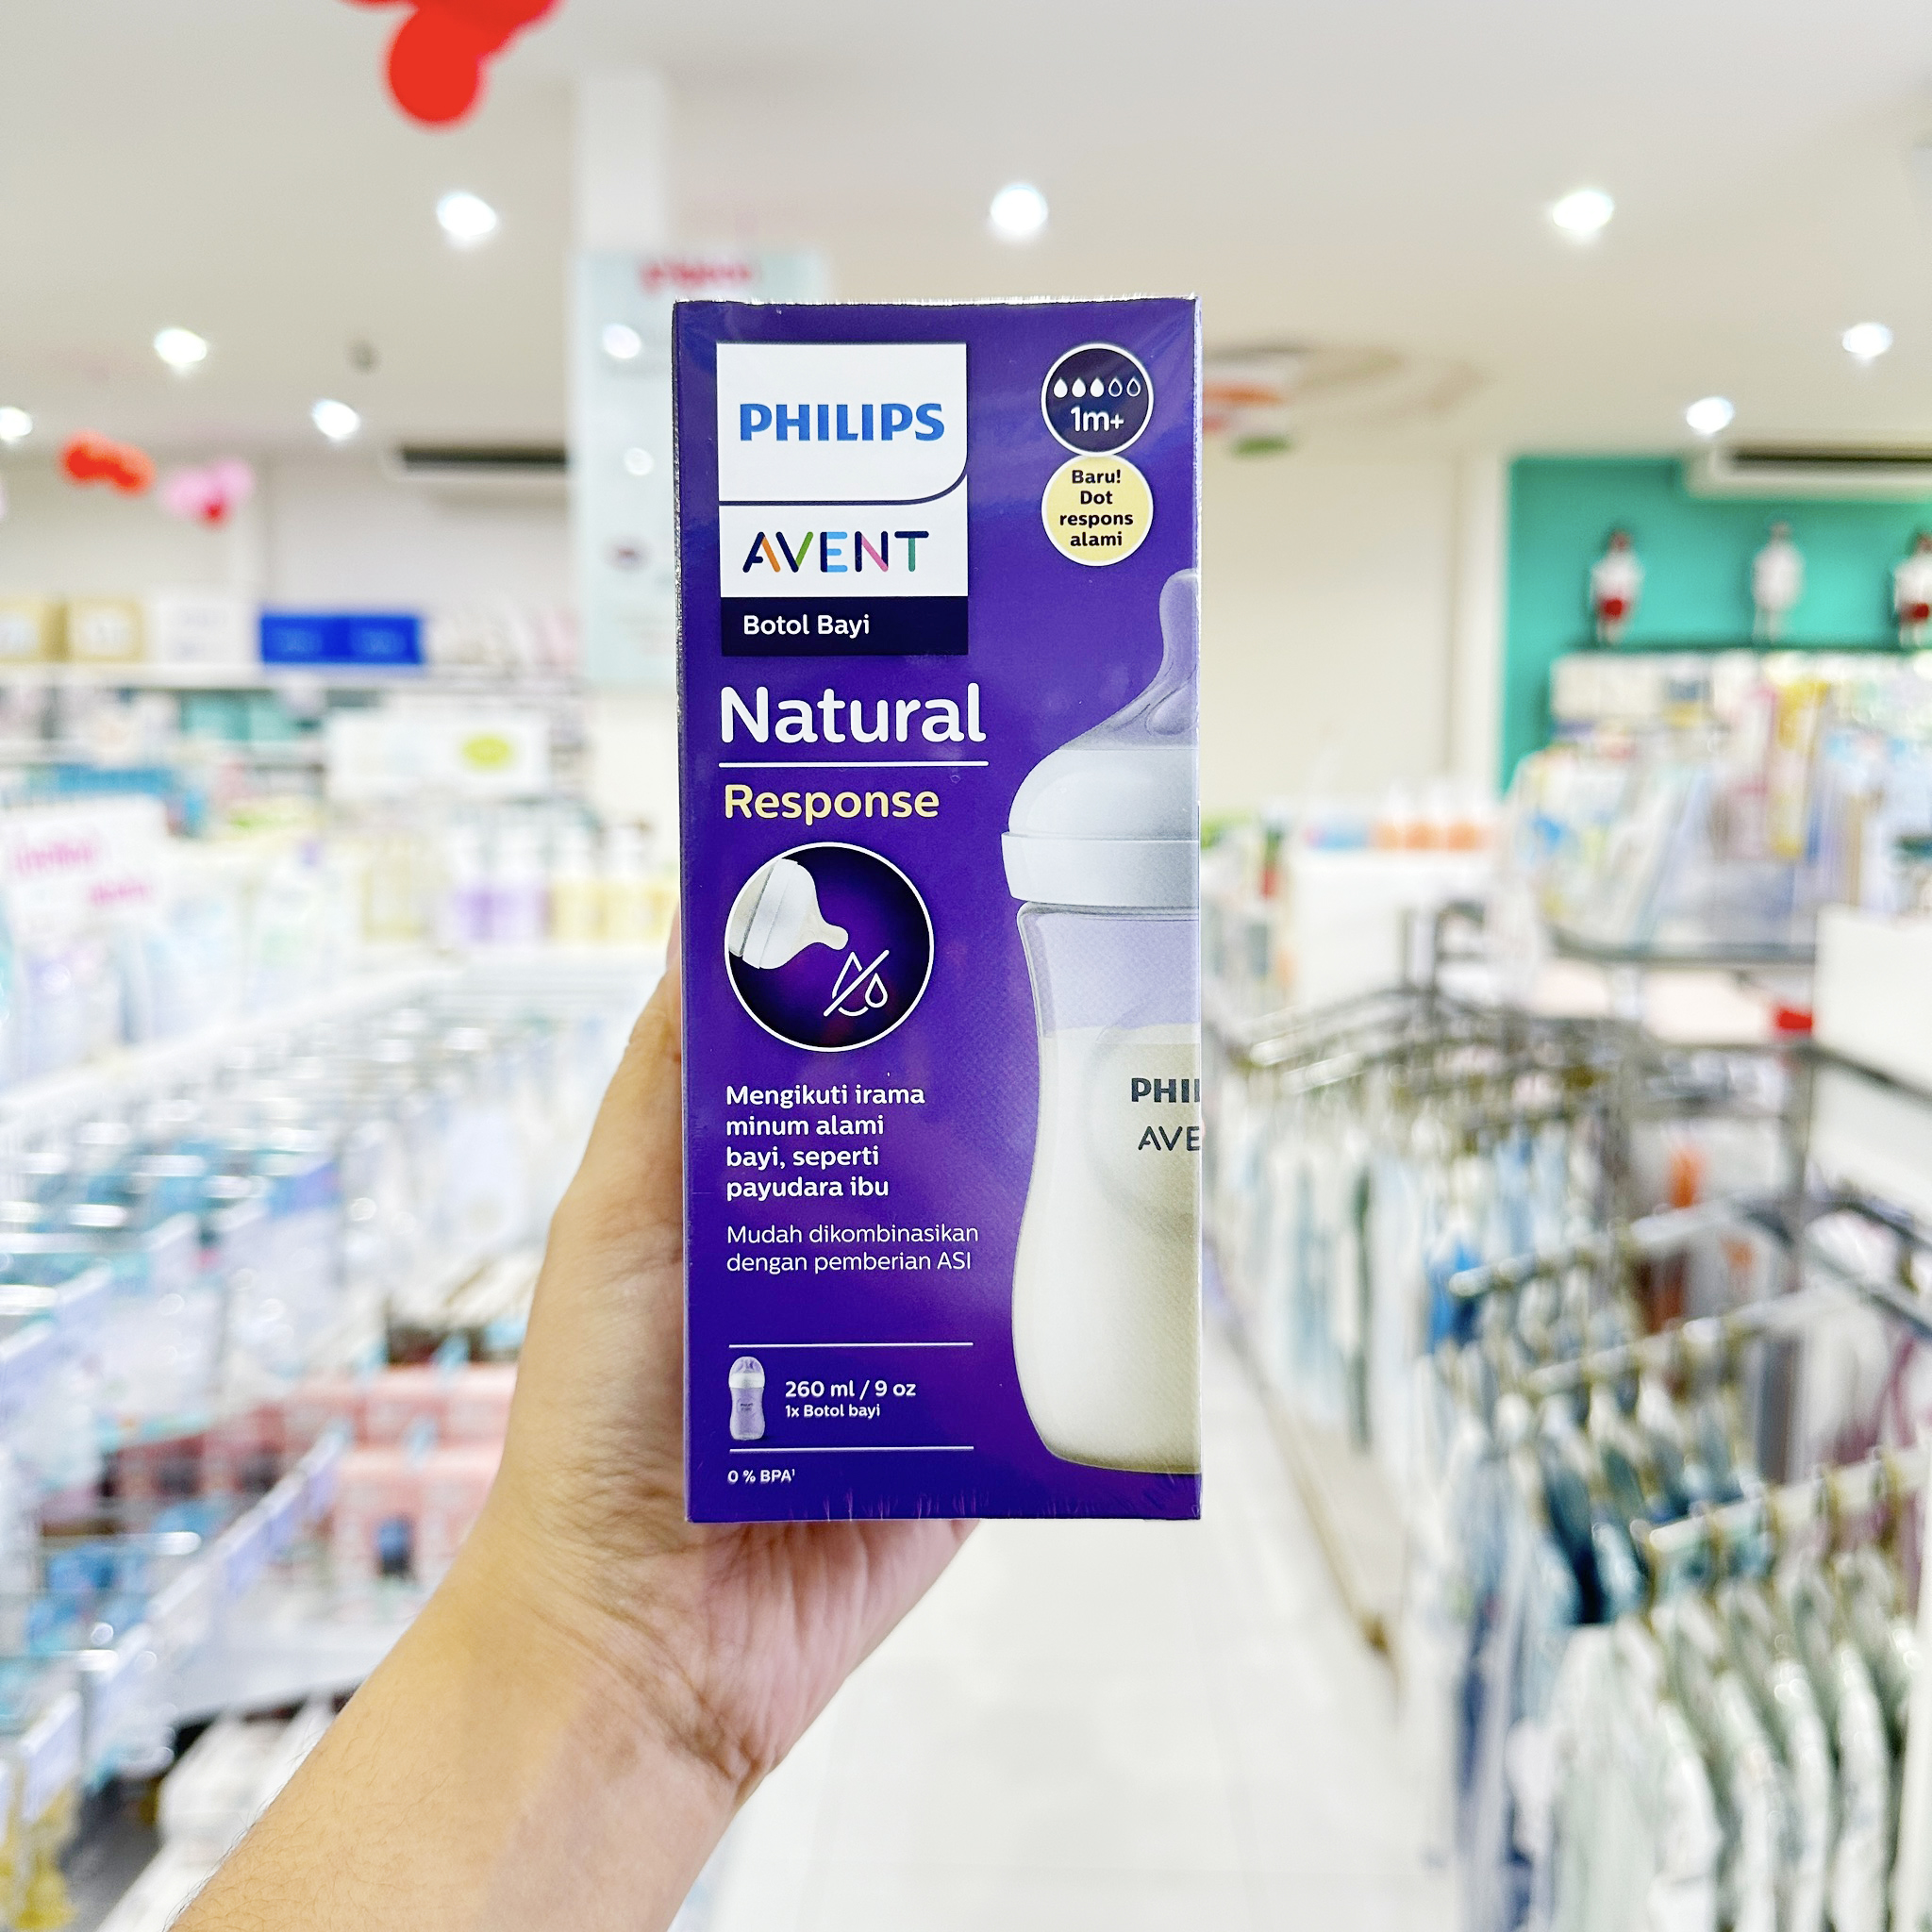 PHILIPS
AVENT
Botol Bayi
1m+
Baru!
Dot
respons
alami
Natural
Response
Mengikuti irama
minum alami
bayi, seperti
payudara ibu
Mudah dikombinasikan
dengan pemberian ASI
260 ml / 9 oz
1x Botol bayi
0 % BPA¹
PHIL
AVE